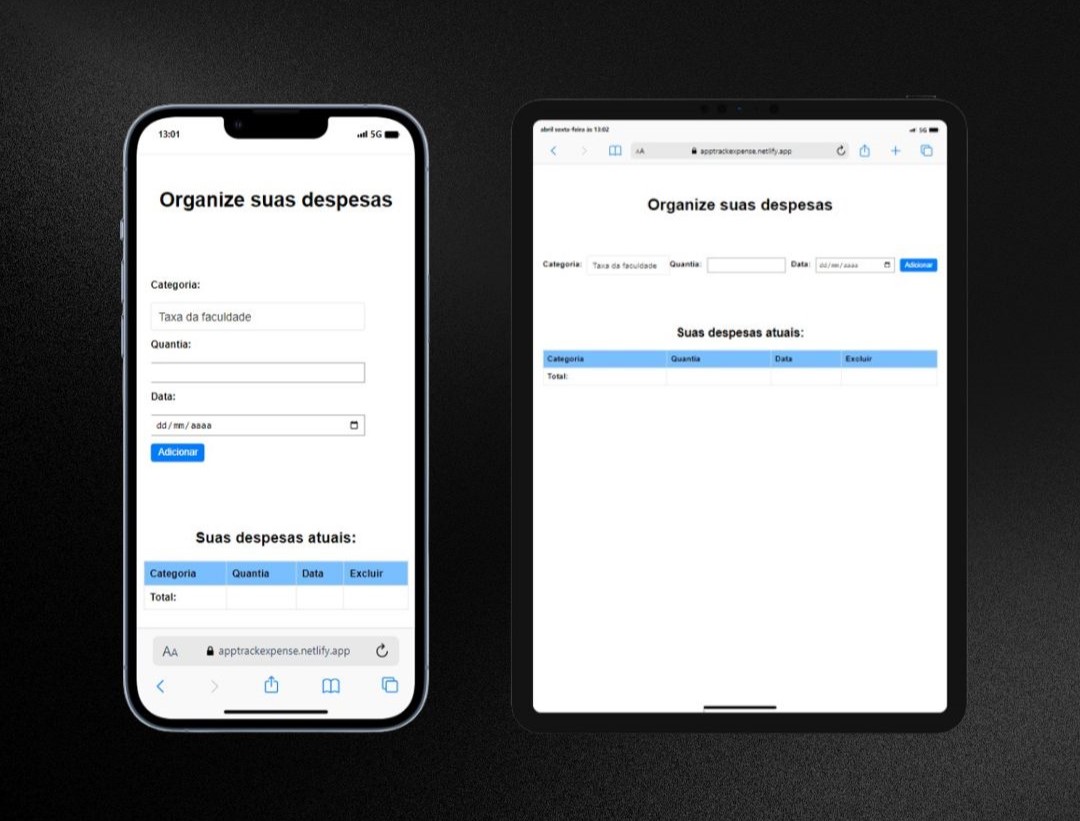 13:01
5G
Organize suas despesas
Categoria:
Taxa da faculdade
Quantia:
Data:
dd/mm/aaaa
Adicionar
Suas despesas atuais:
Categoria Quantia Data Excluir
Total:
AA apptrackexpense.netlify.app
abril sexta-feira às 13:02
5G
AA apptrackexpense.netlify.app
Organize suas despesas
Categoria: Taxa da faculdade Quantia: Data: dd/mm/aaaa Adicionar
Suas despesas atuais:
Categoria Quantia Data Excluir
Total: